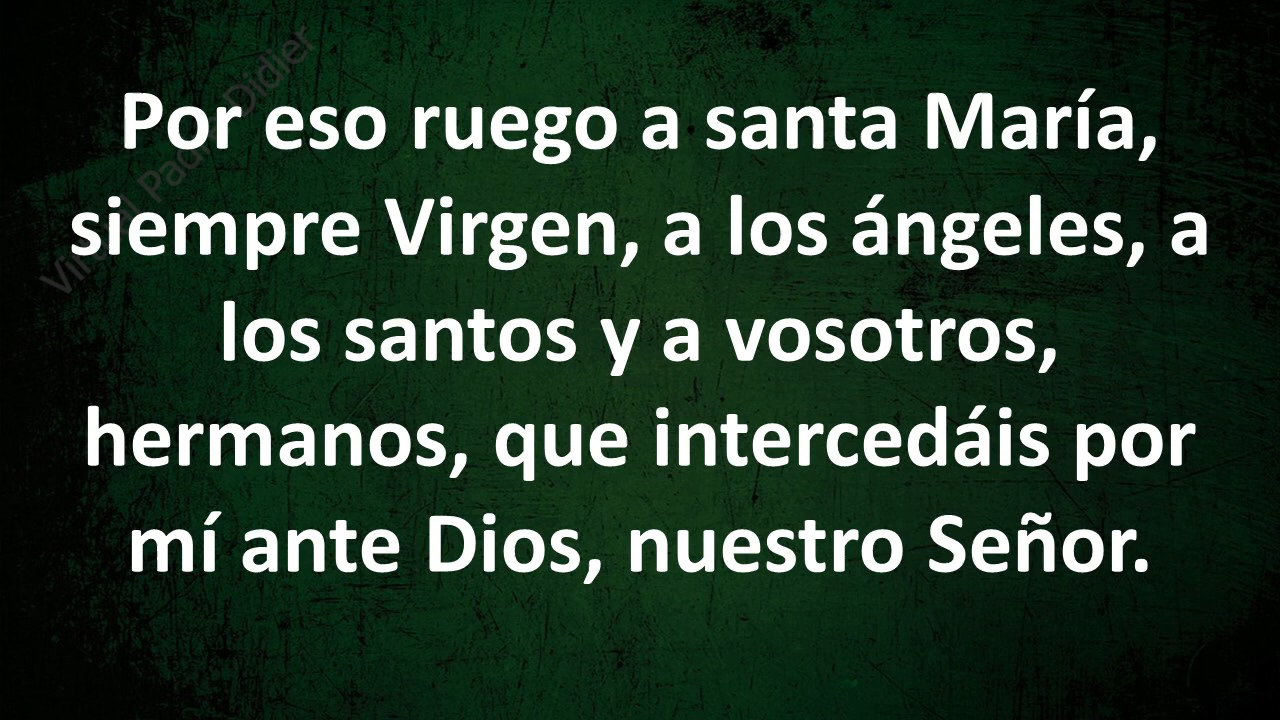 Por eso ruego a santa María,
siempre Virgen, a los ángeles, a
los santos y a vosotros,
hermanos, que intercedáis por
mí ante Dios, nuestro Señor.
Didier